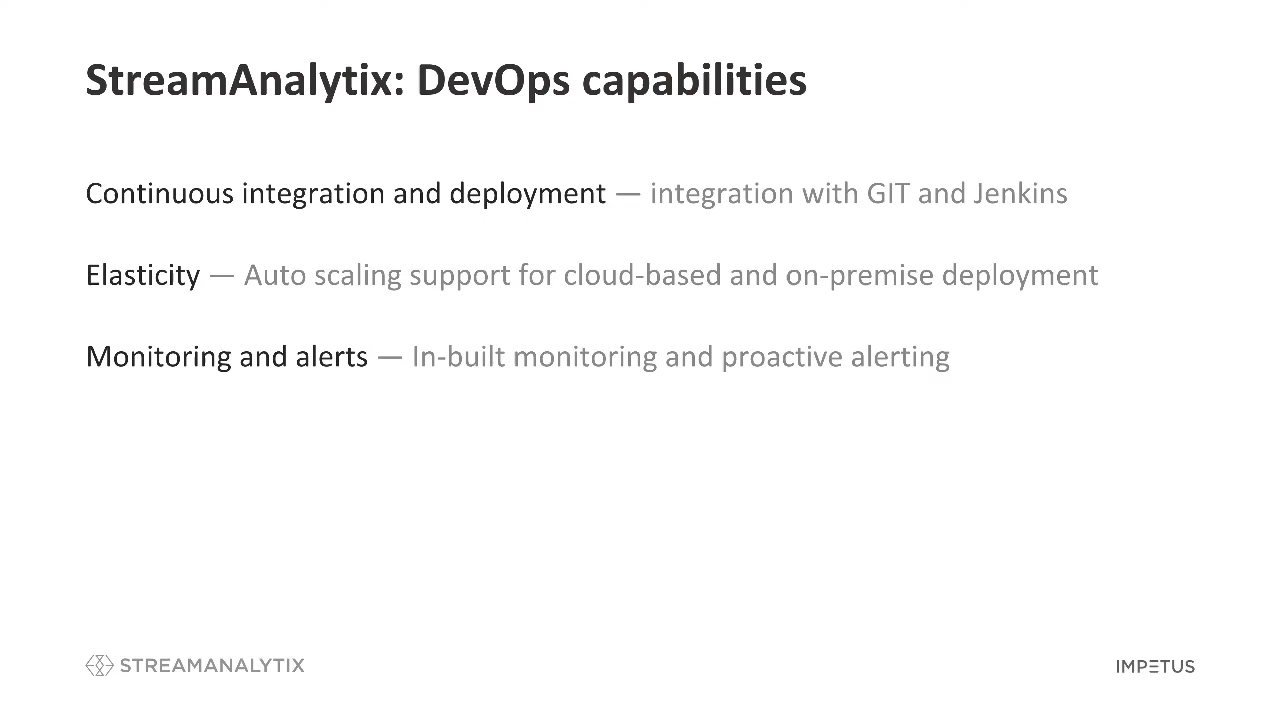 StreamAnalytix: DevOps capabilities
Continuous integration and deployment — integration with GIT and Jenkins
Elasticity — Auto scaling support for cloud-based and on-premise deployment
Monitoring and alerts — In-built monitoring and proactive alerting
STREAMANALYTIX
IMPETUS